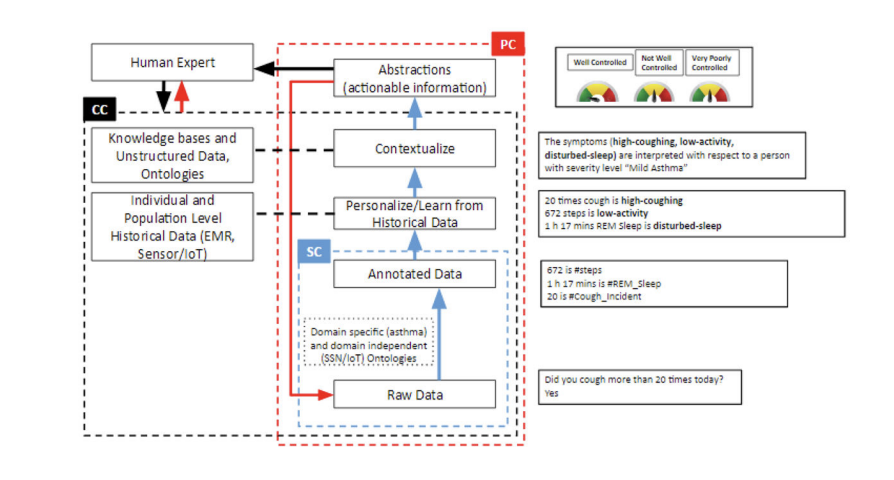 PC
Human Expert
Abstractions
(actionable information)
Well Controlled
Not Well
Controlled
Very Poorly
Controlled
CC
Knowledge bases and
Unstructured Data,
Ontologies
Contextualize
The symptoms (high-coughing, low-activity,
disturbed-sleep) are interpreted with respect to a person
with severity level "Mild Asthma"
Individual and
Population Level
Historical Data (EMR,
Sensor/IoT)
Personalize/Learn from
Historical Data
20 times cough is high-coughing
672 steps is low-activity
1 h 17 mins REM Sleep is disturbed-sleep
SC
Annotated Data
672 is #steps
1 h 17 mins is #REM_Sleep
20 is #Cough_Incident
Domain specific (asthma)
and domain independent
(SSN/IoT) Ontologies
Raw Data
Did you cough more than 20 times today?
Yes